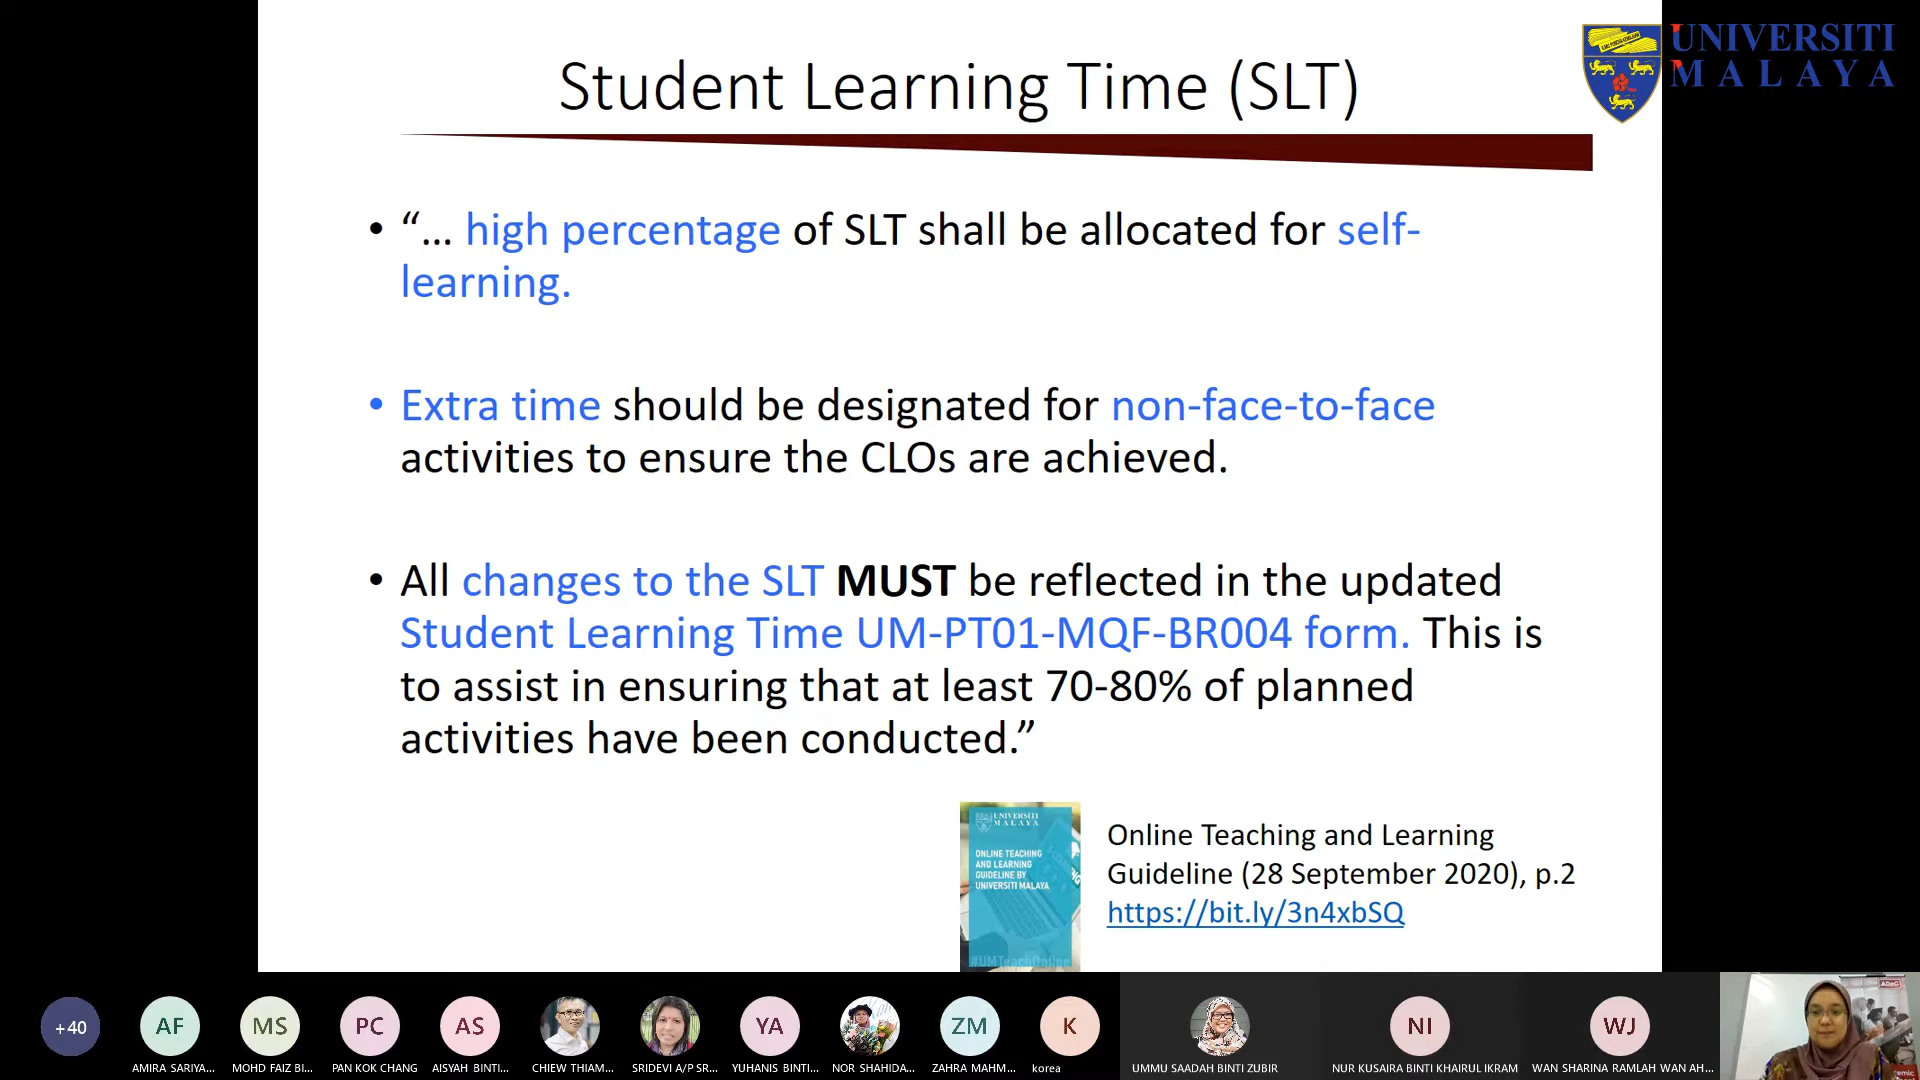 UNIVERSITI
MALAYA
Student Learning Time (SLT)
• “... high percentage of SLT shall be allocated for self-
learning.
• Extra time should be designated for non-face-to-face
activities to ensure the CLOs are achieved.
• All changes to the SLT MUST be reflected in the updated
Student Learning Time UM-PT01-MQF-BR004 form. This is
to assist in ensuring that at least 70-80% of planned
activities have been conducted.”
UNIVERSITI
MALAYA
ONLINE TEACHING
AND LEARNING
GUIDELINE BY
UNIVERSITI MALAYA
#UMTeachOnline
Online Teaching and Learning
Guideline (28 September 2020), p.2
https://bit.ly/3n4xbSQ
+40
AF
MS
PC
AS
YA
ZM
K
NI
WJ
ADeC
AMIRA SARIYA...
MOHD FAIZ BI...
PAN KOK CHANG
AISYAH BINTI...
CHIEW THIAM...
SRIDEVI A/P SR...
YUHANIS BINTI...
NOR SHAHIDA...
ZAHRA MAHM...
korea
UMMU SAADAH BINTI ZUBIR
NUR KUSAIRA BINTI KHAIRUL IKRAM
WAN SHARINA RAMLAH WAN AH...